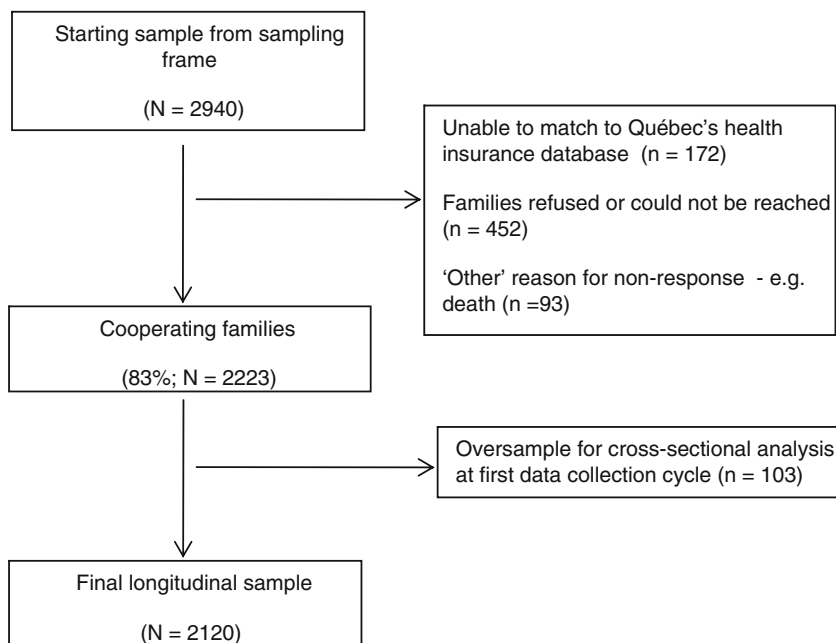 Starting sample from sampling
frame
(N = 2940)
Unable to match to Québec's health
insurance database (n = 172)
Families refused or could not be reached
(n = 452)
‘Other’ reason for non-response - e.g.
death (n =93)
Cooperating families
(83%; N = 2223)
Oversample for cross-sectional analysis
at first data collection cycle (n = 103)
Final longitudinal sample
(N = 2120)